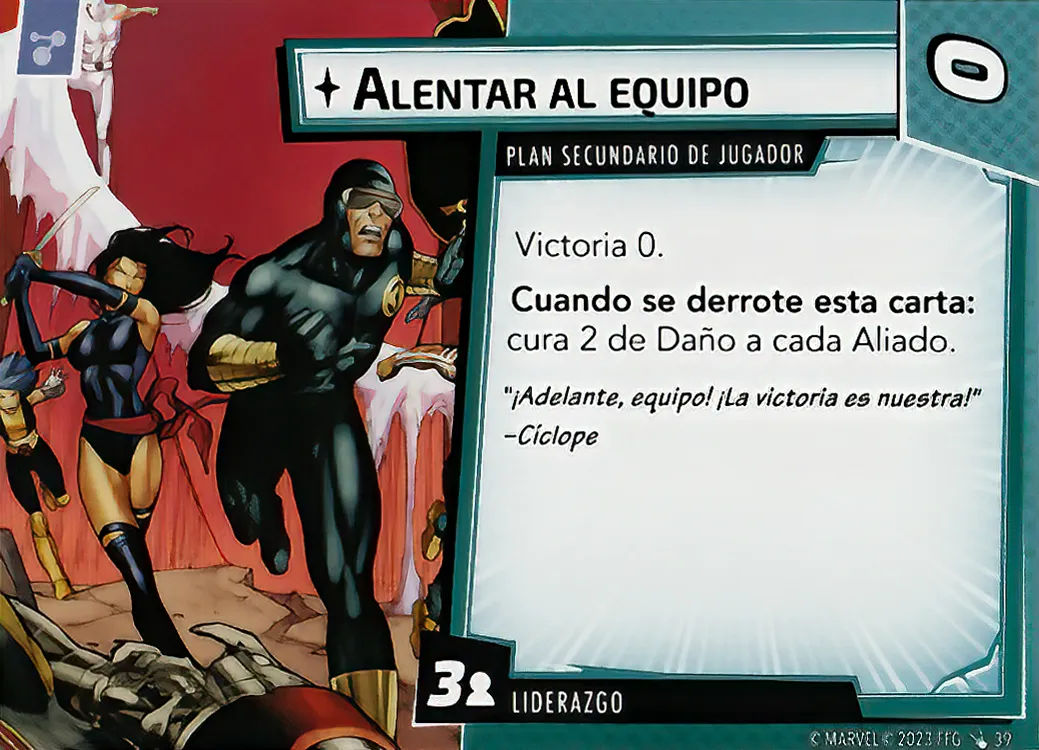 ALENTAR AL EQUIPO
0
PLAN SECUNDARIO DE JUGADOR
Victoria 0.
Cuando se derrote esta carta:
cura 2 de Daño a cada Aliado.
"¡Adelante, equipo! ¡La victoria es nuestra!"
–Cíclope
3
LIDERAZGO
© MARVEL © 2023 FFG 39